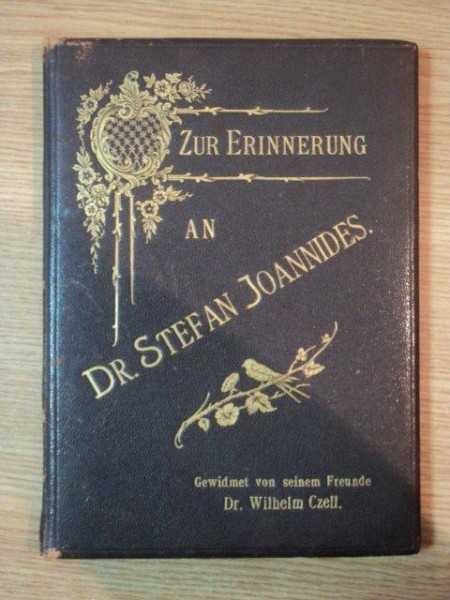 ZUR ERINNERUNG
AN
DR. STEFAN JOANNIDES.
Gewidmet von seinem Freunde
Dr. Wilhelm Czell.